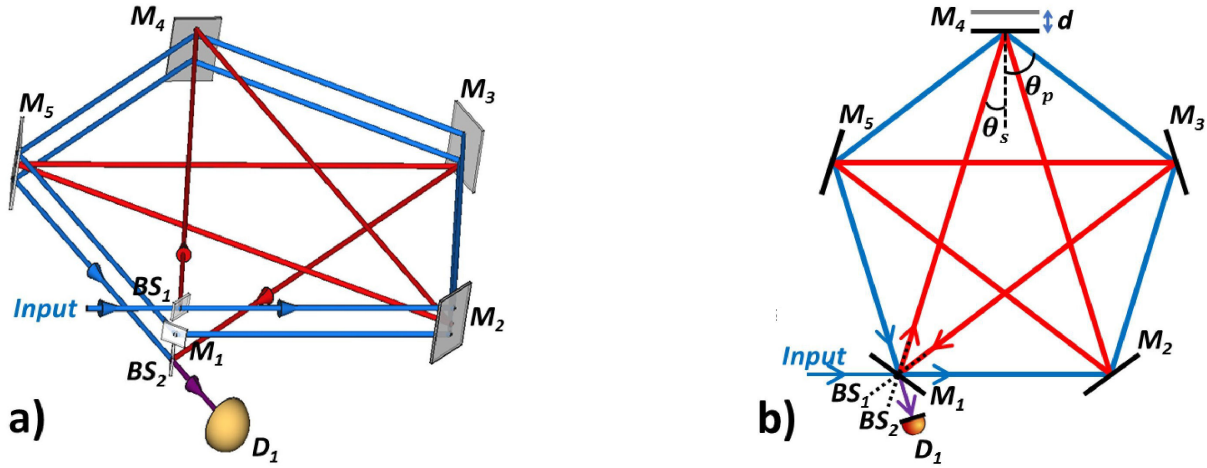 M₄
M₅
M₃
BS₁
Input
M₂
M₁
BS₂
a)
D₁
M₄
d
θₚ
θₛ
M₅
M₃
M₂
Input
BS₁
M₁
BS₂
D₁
b)